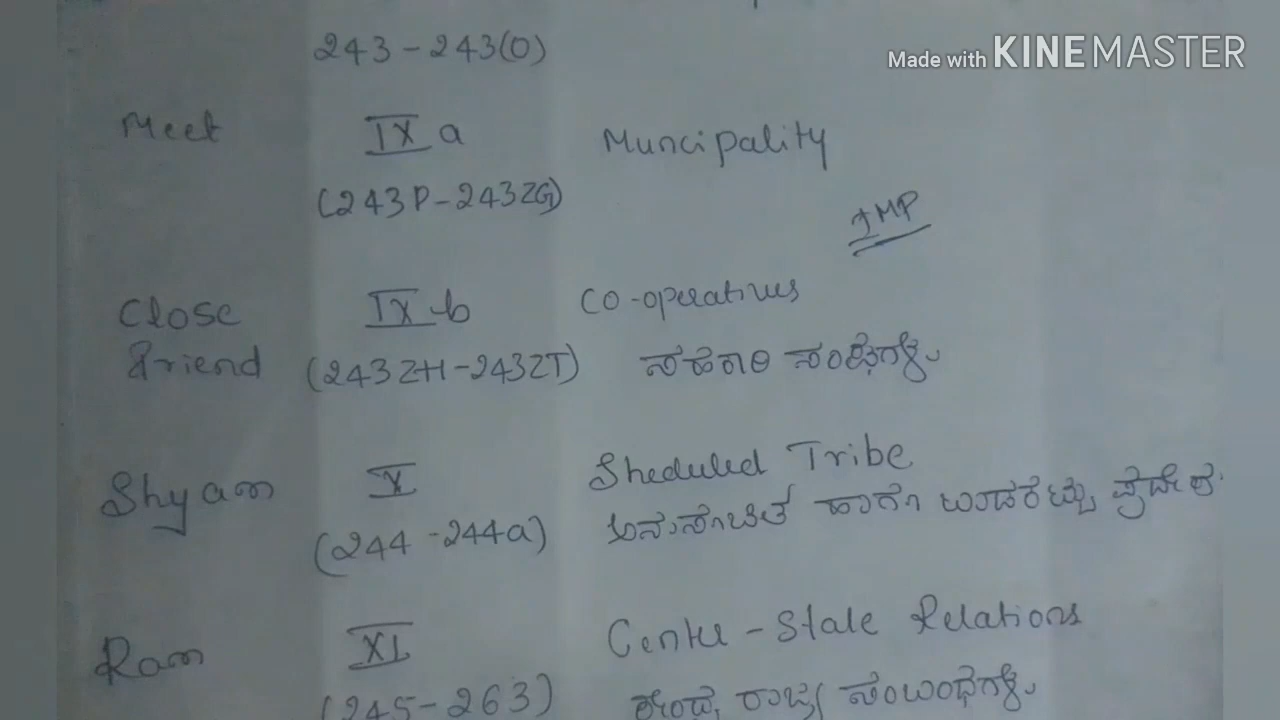 243 - 243(O)
Made with KINEMASTER
Meet IX a Muncipality
(243P - 243ZG)
IMP
Close IX b Co-operatives
friend (243ZH - 243ZT) ಸಹಕಾರಿ ಸಂಘಗಳು
Shyam X Sheduled Tribe
(244 - 244a) ಅನುಸೂಚಿತ ಹಾಗೂ ಬುಡಕಟ್ಟು ಪ್ರದೇಶ
Ram XI Centre - State Relations
(245 - 263) ಕೇಂದ್ರ ರಾಜ್ಯ ಸಂಬಂಧಗಳು